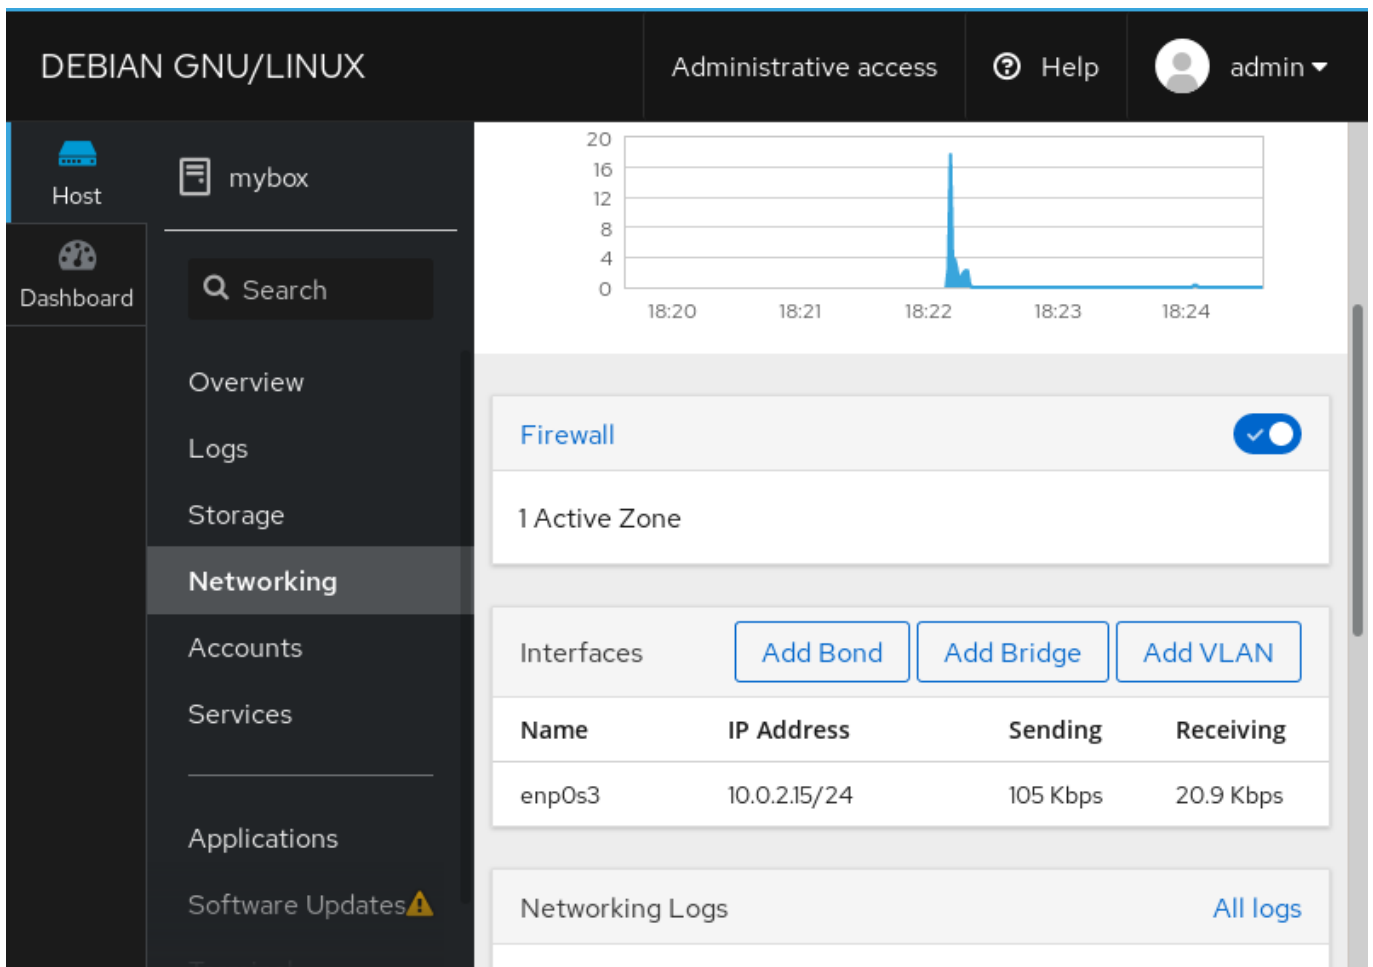 DEBIAN GNU/LINUX
Administrative access
Help
admin
Host
Dashboard
mybox
Search
Overview
Logs
Storage
Networking
Accounts
Services
Applications
Software Updates
20
16
12
8
4
0
18:20 18:21 18:22 18:23 18:24
Firewall
1 Active Zone
Interfaces Add Bond Add Bridge Add VLAN
Name IP Address Sending Receiving
enp0s3 10.0.2.15/24 105 Kbps 20.9 Kbps
Networking Logs All logs